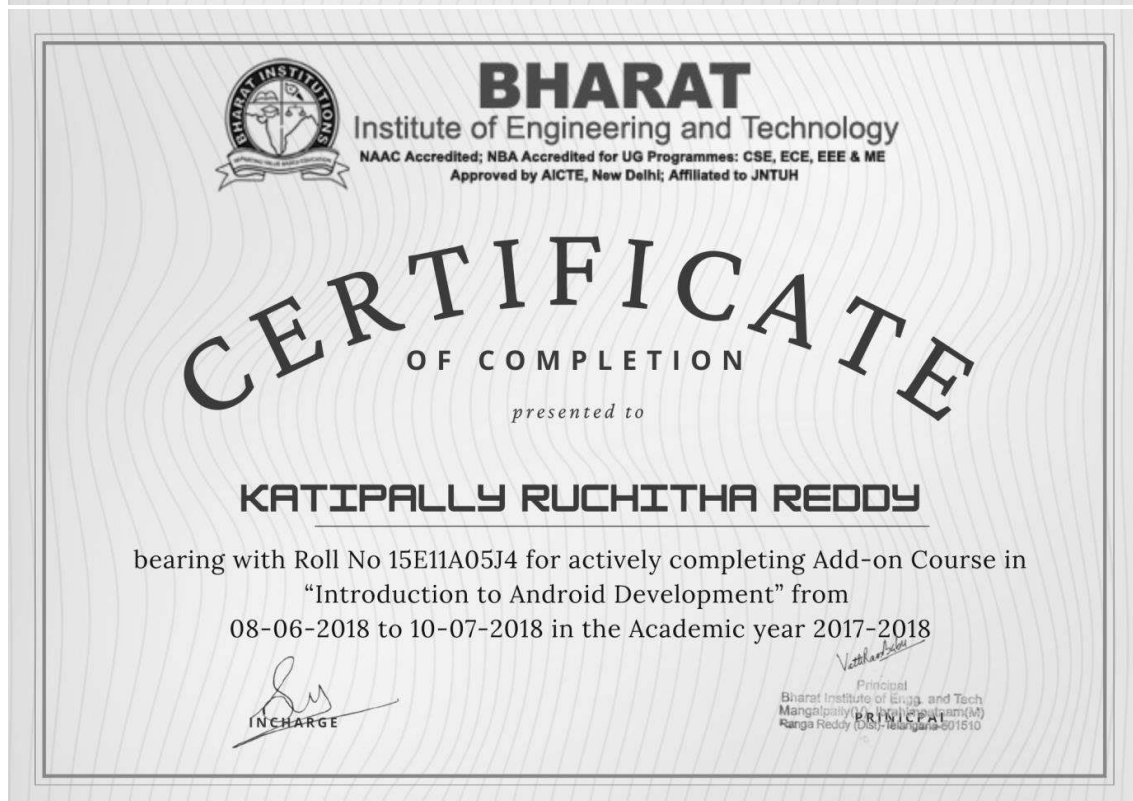 BHARAT INSTITUTIONS
BHARAT
Institute of Engineering and Technology
NAAC Accredited; NBA Accredited for UG Programmes: CSE, ECE, EEE & ME
Approved by AICTE, New Delhi; Affiliated to JNTUH
CERTIFICATE
OF COMPLETION
presented to
KATIPALLY RUCHITHA REDDY
bearing with Roll No 15E11A05J4 for actively completing Add-on Course in
“Introduction to Android Development” from
08-06-2018 to 10-07-2018 in the Academic year 2017-2018
INCHARGE
Principal
Bharat Institute of Engg. and Tech
Mangalpally(V), Ibrahimpatnam(M)
PRINICPAL
Ranga Reddy (Dist)-Telangana-501510